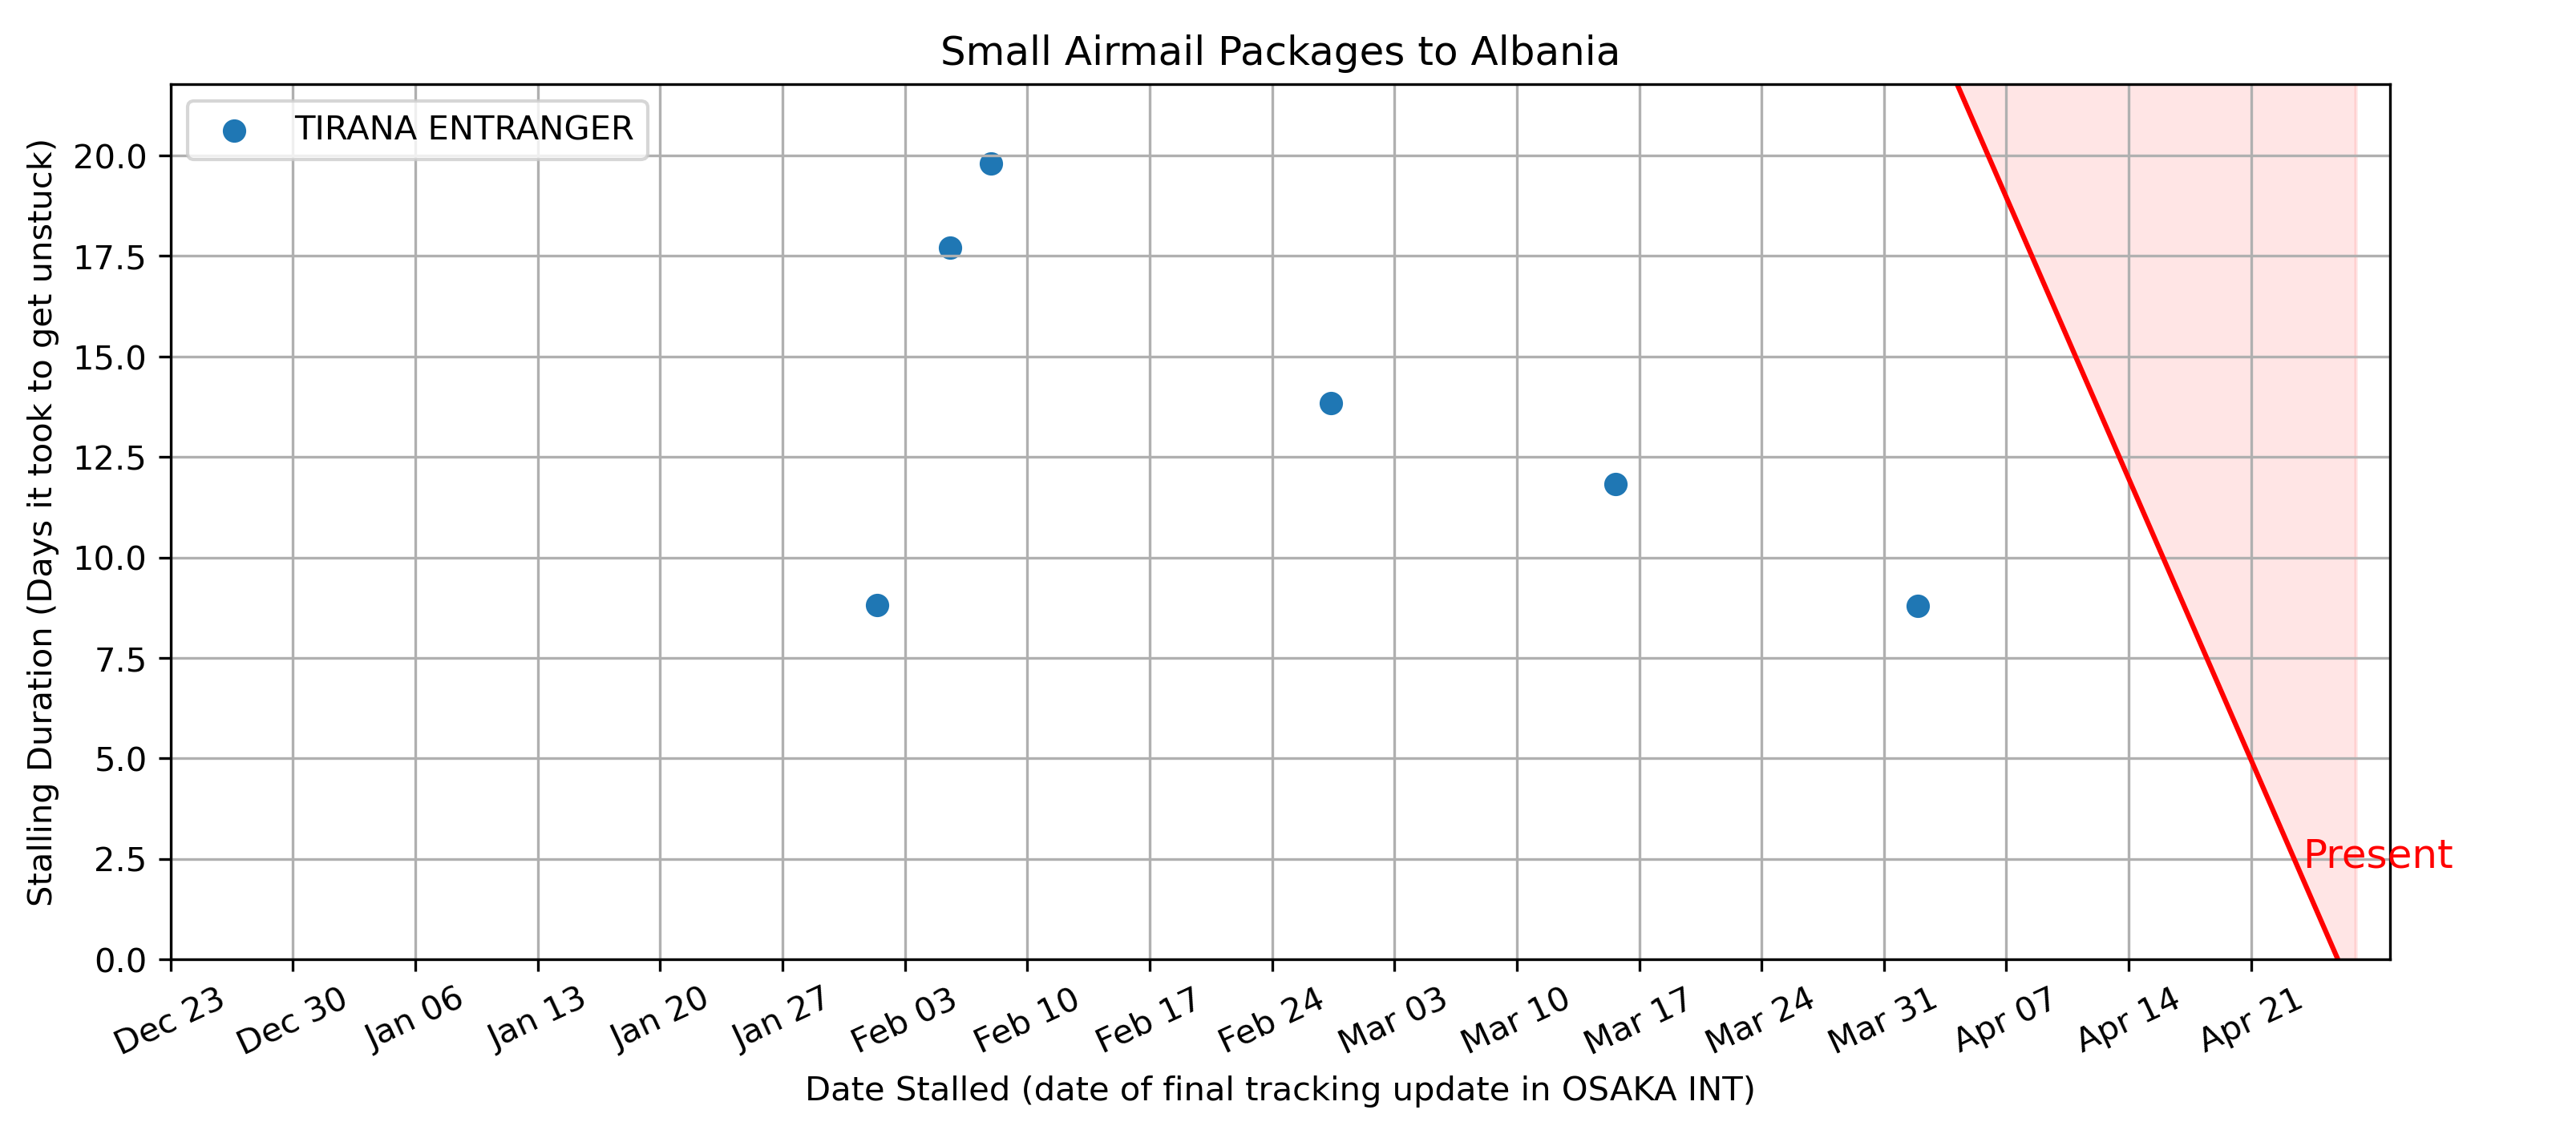 Small Airmail Packages to Albania
TIRANA ENTRANGER
Stalling Duration (Days it took to get unstuck)
20.0
17.5
15.0
12.5
10.0
7.5
5.0
2.5
0.0
Present
Dec 23 Dec 30 Jan 06 Jan 13 Jan 20 Jan 27 Feb 03 Feb 10 Feb 17 Feb 24 Mar 03 Mar 10 Mar 17 Mar 24 Mar 31 Apr 07 Apr 14 Apr 21
Date Stalled (date of final tracking update in OSAKA INT)